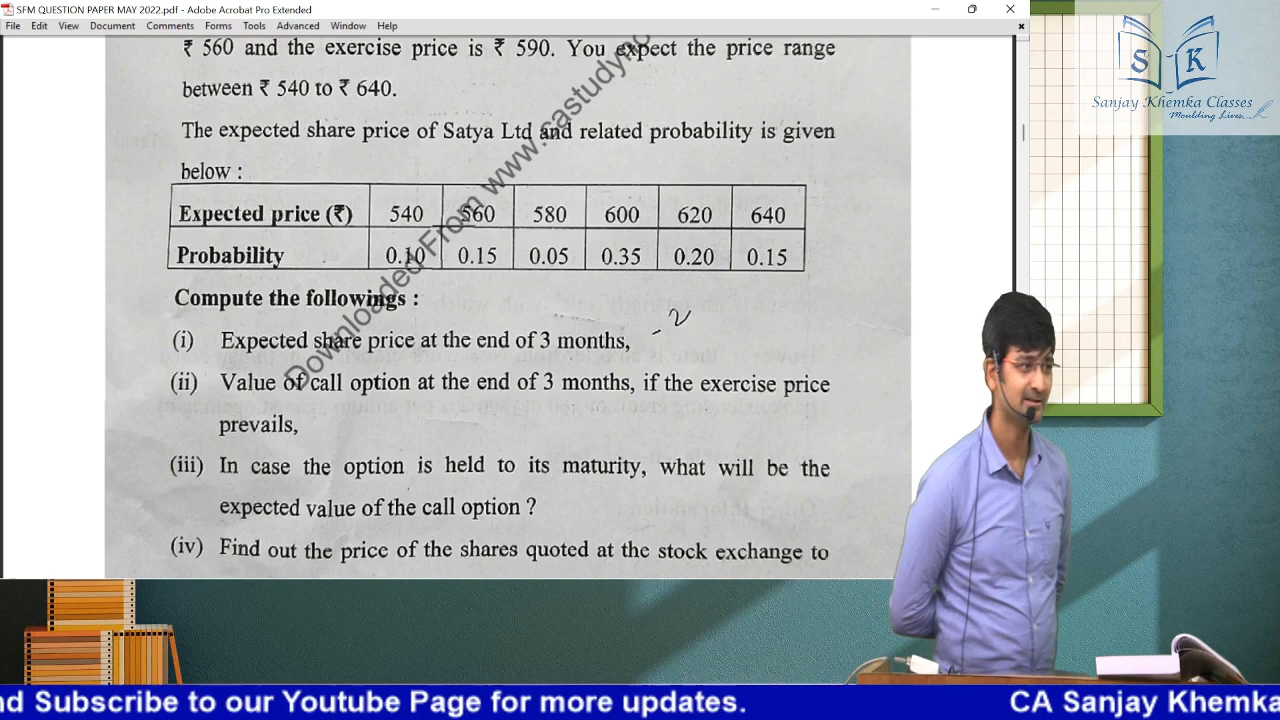 SFM QUESTION PAPER MAY 2022.pdf - Adobe Acrobat Pro Extended
File Edit View Document Comments Forms Tools Advanced Window Help
₹ 560 and the exercise price is ₹ 590. You expect the price range
between ₹ 540 to ₹ 640.
The expected share price of Satya Ltd and related probability is given
below :
Expected price (₹) 540 560 580 600 620 640
Probability 0.10 0.15 0.05 0.35 0.20 0.15
Compute the followings :
(i) Expected share price at the end of 3 months,
- 2
(ii) Value of call option at the end of 3 months, if the exercise price
prevails,
(iii) In case the option is held to its maturity, what will be the
expected value of the call option ?
(iv) Find out the price of the shares quoted at the stock exchange to
Downloaded From www.castudyno
S K
Sanjay Khemka Classes
Moulding Lives...
nd Subscribe to our Youtube Page for more updates. CA Sanjay Khemka